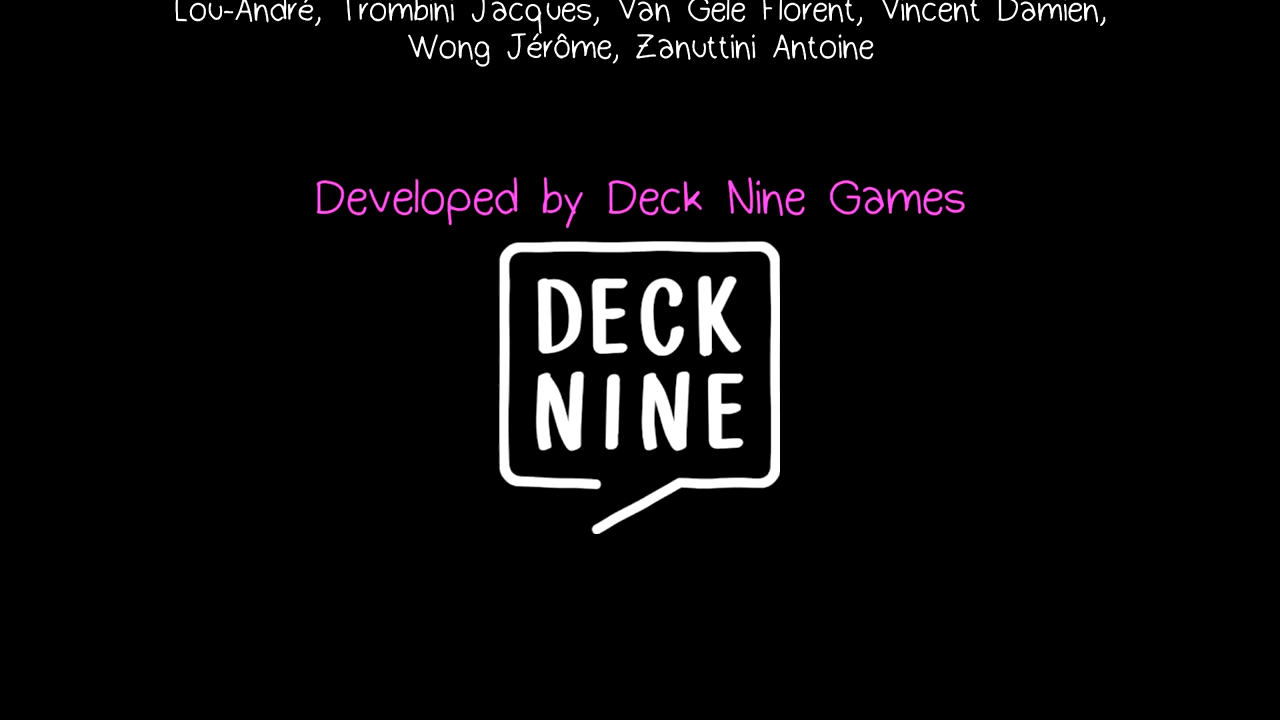 Lou-André, Trombini Jacques, Van Gele Florent, Vincent Damien,
Wong Jérôme, Zanuttini Antoine
Developed by Deck Nine Games
DECK
NINE